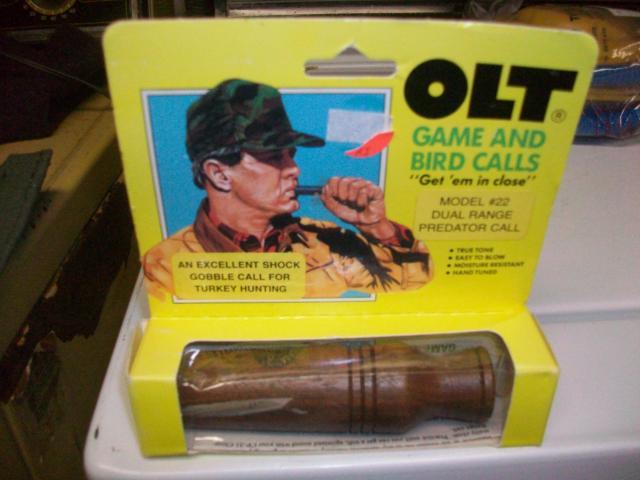 OLT®
GAME AND
BIRD CALLS
"Get 'em in close"
MODEL #22
DUAL RANGE
PREDATOR CALL
• TRUE TONE
• EASY TO BLOW
• MOISTURE RESISTANT
• HAND TUNED
AN EXCELLENT SHOCK
GOBBLE CALL FOR
TURKEY HUNTING
GAME